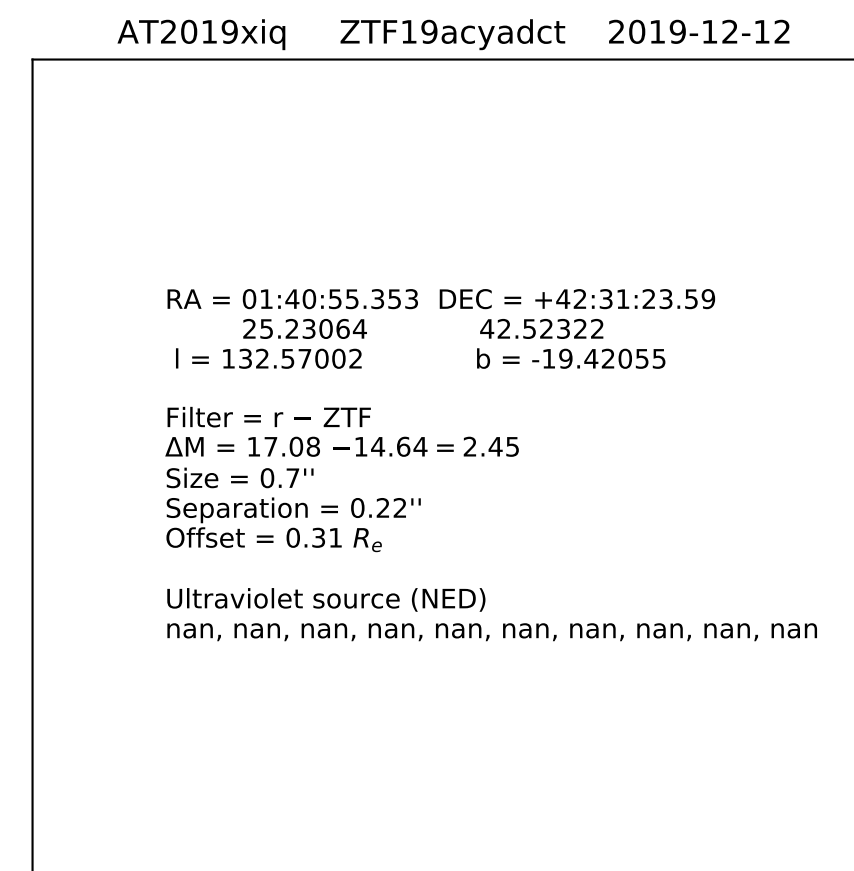 AT2019xiq ZTF19acyadct 2019-12-12
RA = 01:40:55.353 DEC = +42:31:23.59
25.23064 42.52322
l = 132.57002 b = -19.42055
Filter = r − ZTF
ΔM = 17.08 −14.64 = 2.45
Size = 0.7''
Separation = 0.22''
Offset = 0.31 Re
Ultraviolet source (NED)
nan, nan, nan, nan, nan, nan, nan, nan, nan, nan